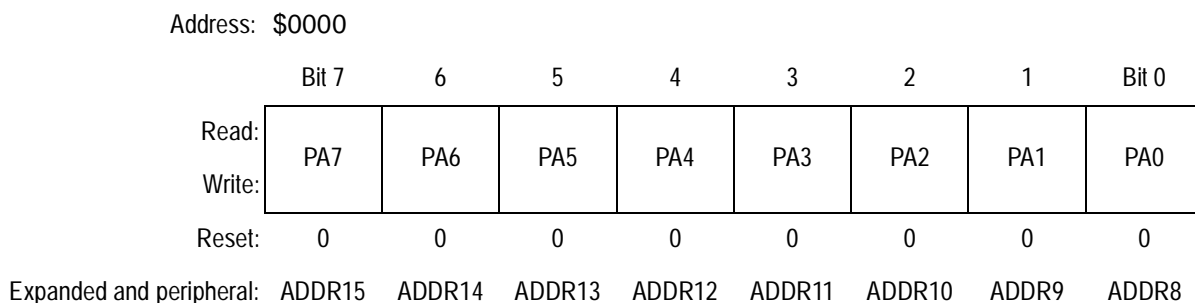 Address: $0000
Bit 7 6 5 4 3 2 1 Bit 0
Read:
PA7 PA6 PA5 PA4 PA3 PA2 PA1 PA0
Write:
Reset: 0 0 0 0 0 0 0 0
Expanded and peripheral: ADDR15 ADDR14 ADDR13 ADDR12 ADDR11 ADDR10 ADDR9 ADDR8